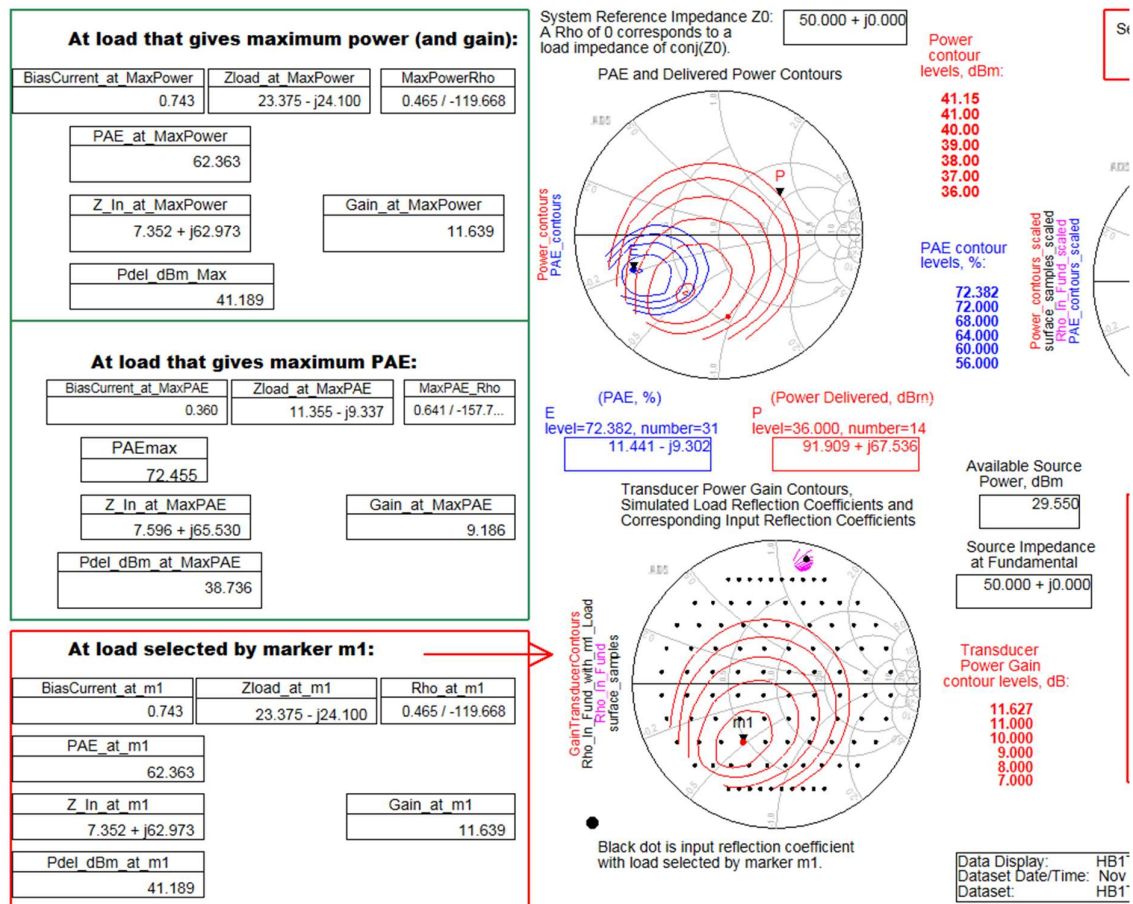 At load that gives maximum power (and gain):
BiasCurrent_at_MaxPower
0.743
Zload_at_MaxPower
23.375 - j24.100
MaxPowerRho
0.465 / -119.668
PAE_at_MaxPower
62.363
Z_In_at_MaxPower
7.352 + j62.973
Gain_at_MaxPower
11.639
Pdel_dBm_Max
41.189
At load that gives maximum PAE:
BiasCurrent_at_MaxPAE
0.360
Zload_at_MaxPAE
11.355 - j9.337
MaxPAE_Rho
0.641 / -157.7...
PAEmax
72.455
Z_In_at_MaxPAE
7.596 + j65.530
Gain_at_MaxPAE
9.186
Pdel_dBm_at_MaxPAE
38.736
At load selected by marker m1:
BiasCurrent_at_m1
0.743
Zload_at_m1
23.375 - j24.100
Rho_at_m1
0.465 / -119.668
PAE_at_m1
62.363
Z_In_at_m1
7.352 + j62.973
Gain_at_m1
11.639
Pdel_dBm_at_m1
41.189
System Reference Impedance Z0:
A Rho of 0 corresponds to a
load impedance of conj(Z0).
50.000 + j0.000
PAE and Delivered Power Contours
ADS
P
E
Power_contours
PAE_contours
Power
contour
levels, dBm:
41.15
41.00
40.00
39.00
38.00
37.00
36.00
PAE contour
levels, %:
72.382
72.000
68.000
64.000
60.000
56.000
(PAE, %)
E
level=72.382, number=31
11.441 - j9.302
(Power Delivered, dBm)
P
level=36.000, number=14
91.909 + j67.536
Transducer Power Gain Contours,
Simulated Load Reflection Coefficients and
Corresponding Input Reflection Coefficients
ADS
m1
GainTransducerContours
Rho_In_Fund_with_m1_Load
Rho_In_Fund
surface_samples
Black dot is input reflection coefficient
with load selected by marker m1.
Available Source
Power, dBm
29.550
Source Impedance
at Fundamental
50.000 + j0.000
Transducer
Power Gain
contour levels, dB:
11.627
11.000
10.000
9.000
8.000
7.000
Se
Power_contours_scaled
surface_samples_scaled
Rho_In_Fund_scaled
PAE_contours_scaled
ADS
Data Display: HB1T
Dataset Date/Time: Nov
Dataset: HB1T